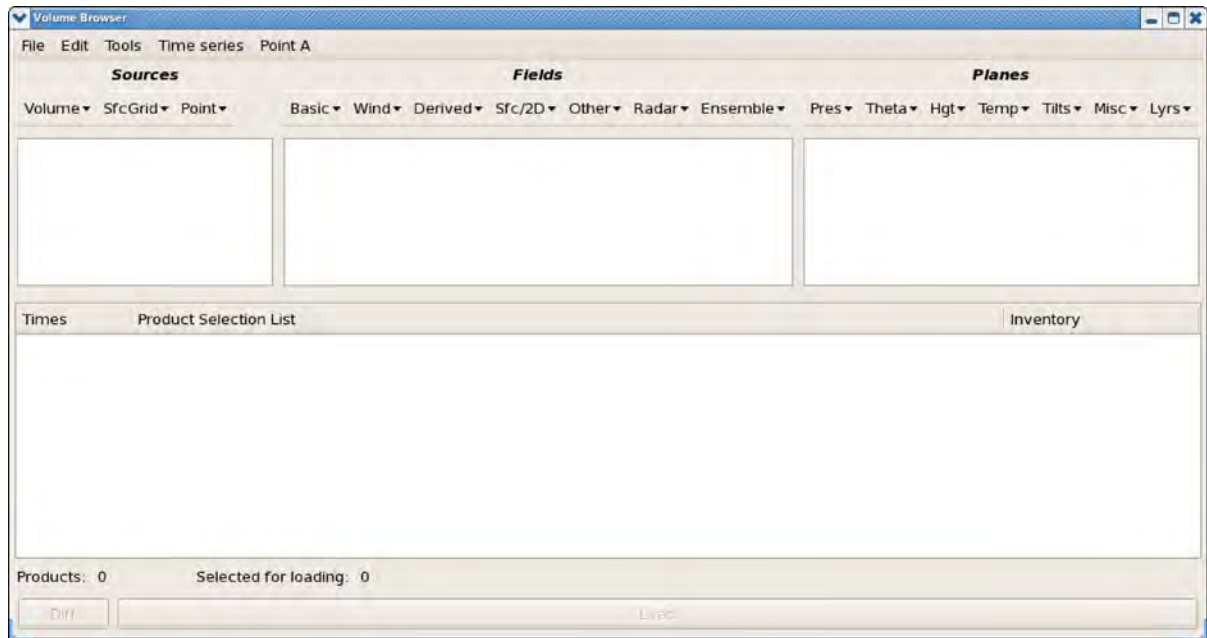 Volume Browser
File Edit Tools Time series Point A
Sources Fields Planes
Volume SfcGrid Point Basic Wind Derived Sfc/2D Other Radar Ensemble Pres Theta Hgt Temp Tilts Misc Lyrs
Times Product Selection List Inventory
Products: 0 Selected for loading: 0
Diff Load